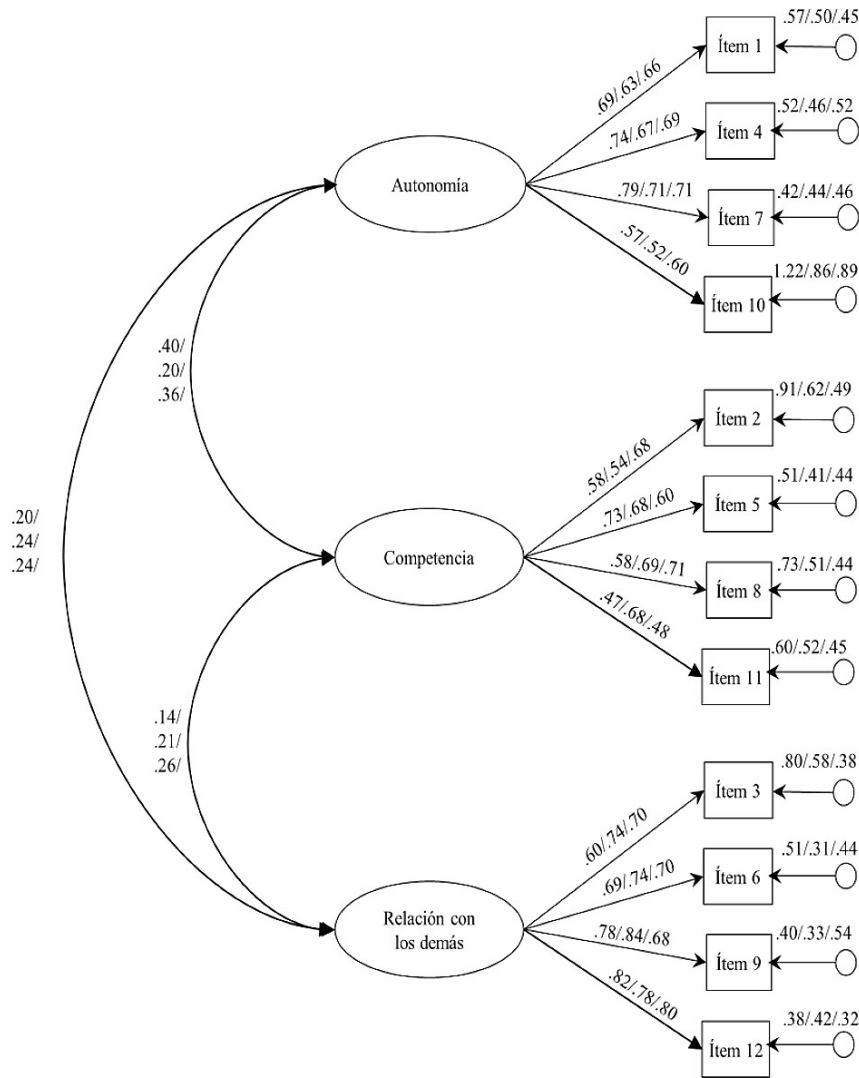 .57/.50/.45
Ítem 1
.69/.63/.66
.52/.46/.52
Ítem 4
.74/.67/.69
Autonomía
.79/.71/.71
.42/.44/.46
Ítem 7
.57/.52/.60
1.22/.86/.89
Ítem 10
.40/
.20/
.36/
.91/.62/.49
Ítem 2
.58/.54/.68
.51/.41/.44
Ítem 5
.73/.68/.60
.20/
.24/
.24/
Competencia
.58/.69/.71
.73/.51/.44
Ítem 8
.47/.68/.48
.60/.52/.45
Ítem 11
.14/
.21/
.26/
.80/.58/.38
Ítem 3
.60/.74/.70
.51/.31/.44
Ítem 6
.69/.74/.70
Relación con
los demás
.78/.84/.68
.40/.33/.54
Ítem 9
.82/.78/.80
.38/.42/.32
Ítem 12